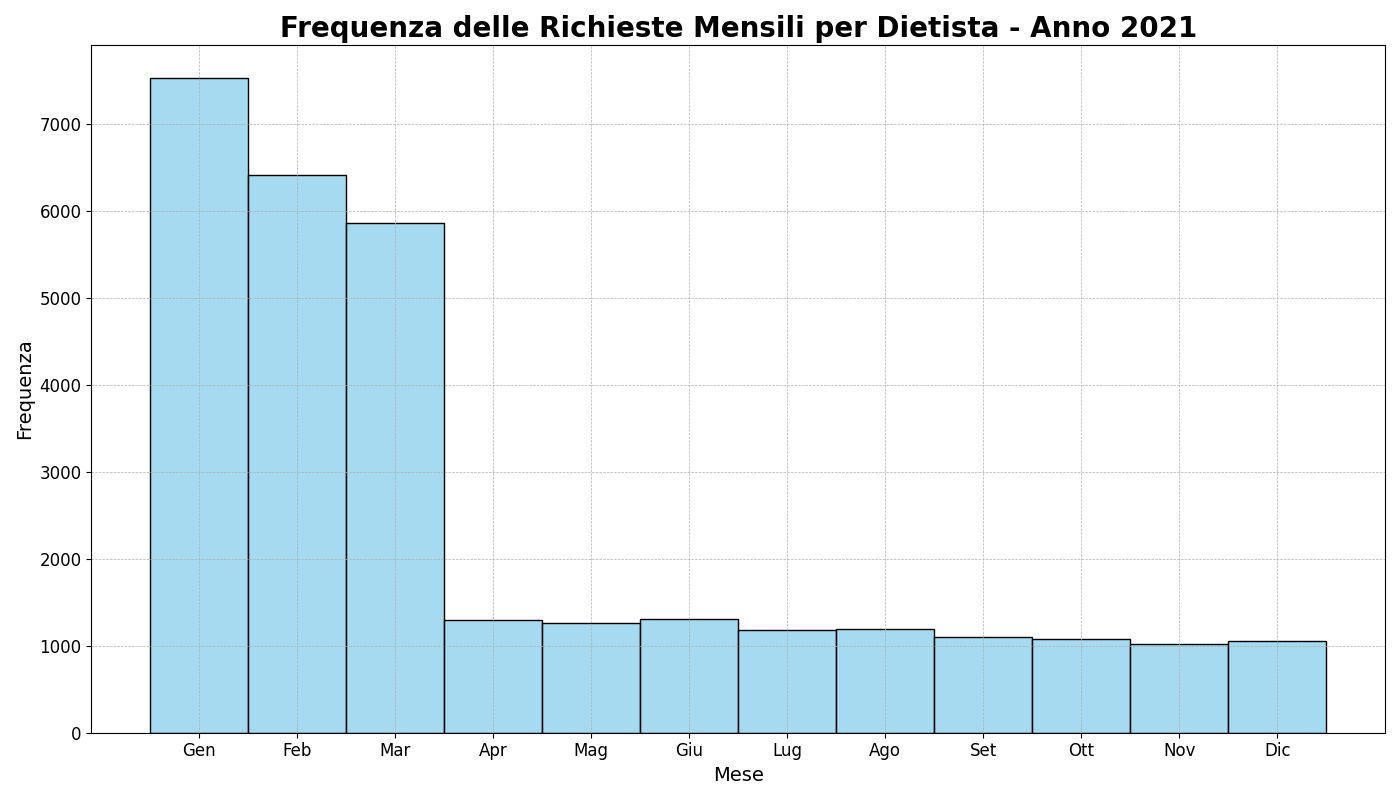 Frequenza delle Richieste Mensili per Dietista - Anno 2021
Frequenza
7000
6000
5000
4000
3000
2000
1000
0
Gen Feb Mar Apr Mag Giu Lug Ago Set Ott Nov Dic
Mese